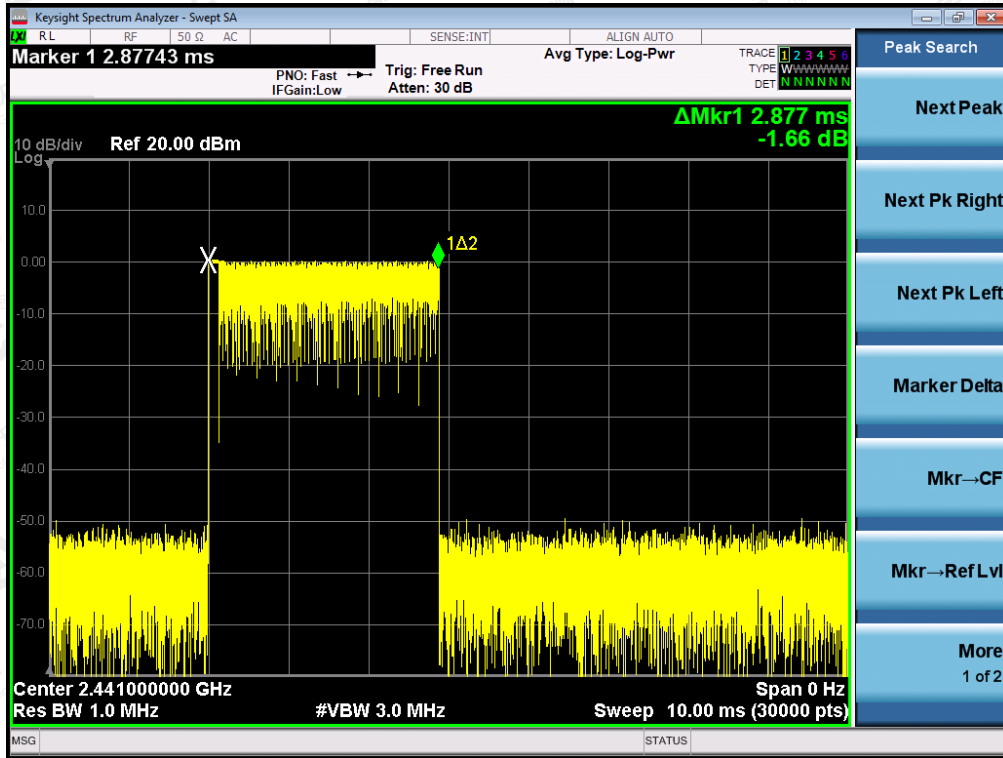 Keysight Spectrum Analyzer - Swept SA
LXI RL RF 50 Ω AC SENSE:INT ALIGN AUTO
Marker 1 2.87743 ms
PNO: Fast
IFGain:Low
Trig: Free Run
Atten: 30 dB
Avg Type: Log-Pwr
TRACE 1 2 3 4 5 6
TYPE WWWWWW
DET N N N N N N
ΔMkr1 2.877 ms
-1.66 dB
10 dB/div Ref 20.00 dBm
Log
10.0
0.00
-10.0
-20.0
-30.0
-40.0
-50.0
-60.0
-70.0
1Δ2
Center 2.441000000 GHz Span 0 Hz
Res BW 1.0 MHz #VBW 3.0 MHz Sweep 10.00 ms (30000 pts)
MSG STATUS
Peak Search
Next Peak
Next Pk Right
Next Pk Left
Marker Delta
Mkr→CF
Mkr→Ref Lvl
More
1 of 2